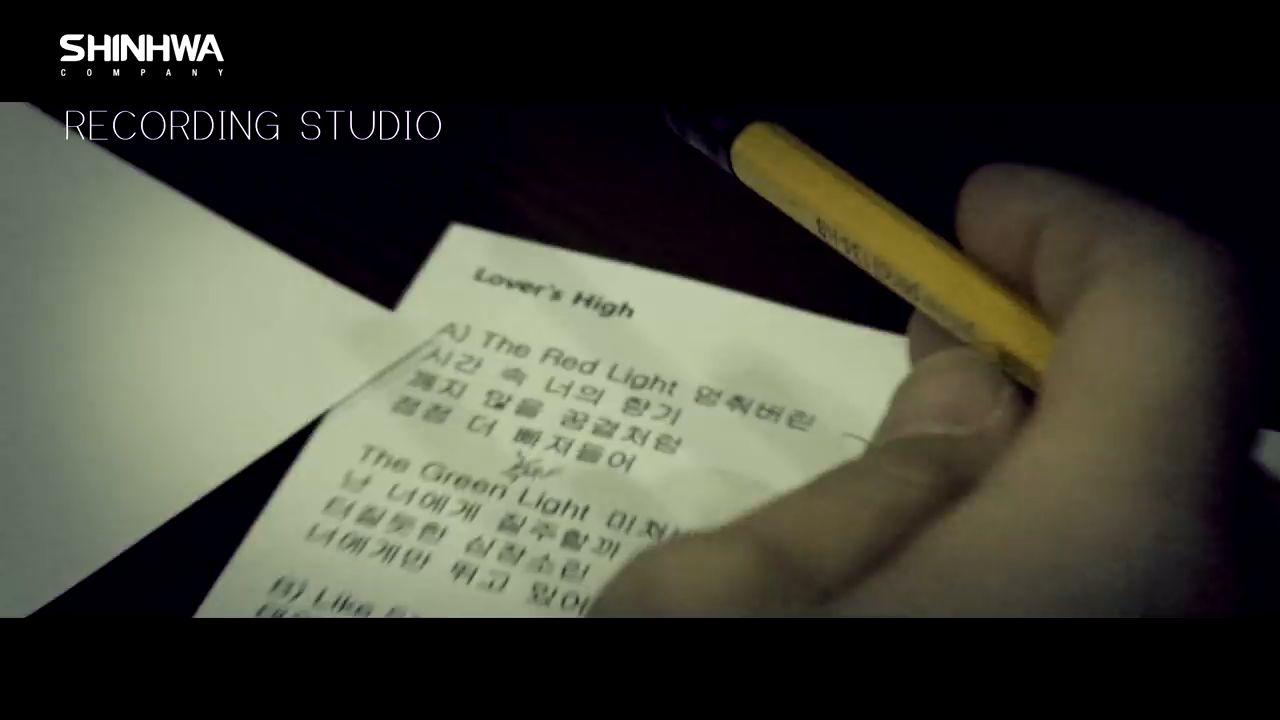 SHINHWA
COMPANY
RECORDING STUDIO
Lover's High
A) The Red Light 멈춰버린
시간 속 너의 향기
깨지 않을 꿈결처럼
점점 더 빠져들어
The Green Light 미쳐
난 너에게 질주할까
터질듯한 심장소린
너에게만 뛰고 있어
B) Like